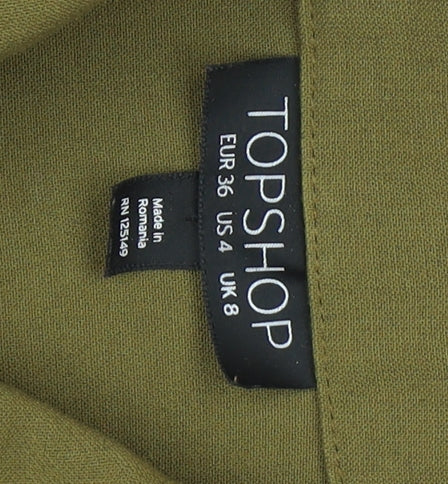 TOPSHOP
EUR 36 US 4 UK 8
Made in
Romania
RN 125149